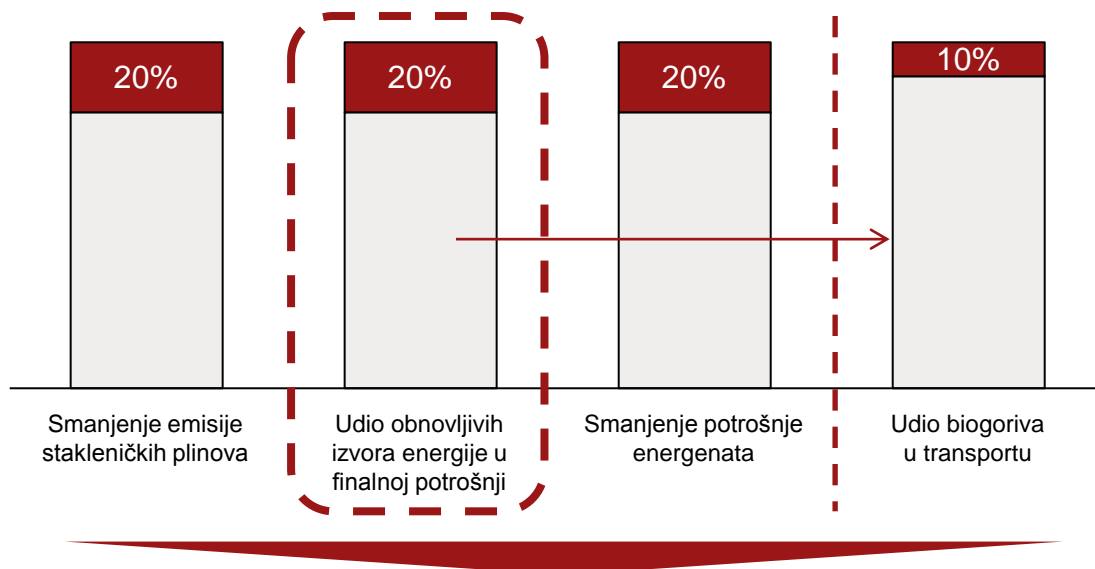 20%
20%
20%
10%
Smanjenje emisije
stakleničkih plinova
Udio obnovljivih
izvora energije u
finalnoj potrošnji
Smanjenje potrošnje
energenata
Udio biogoriva
u transportu